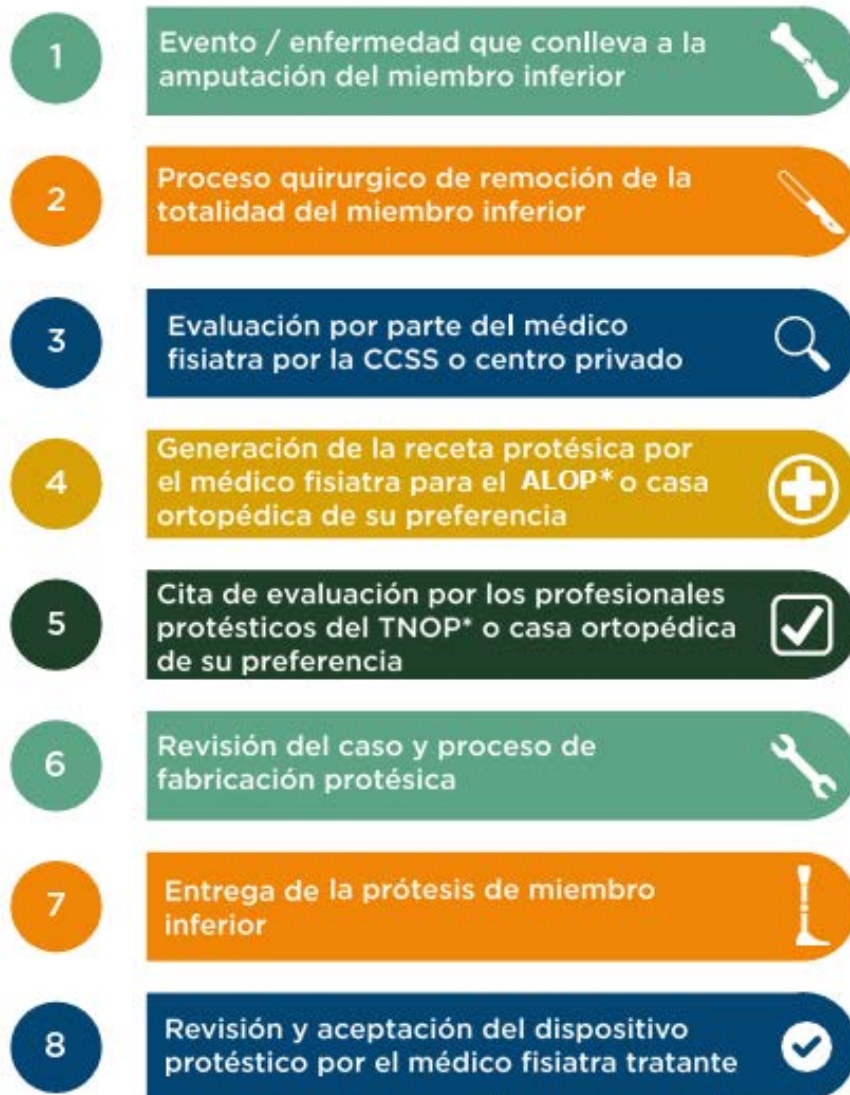 1
Evento / enfermedad que conlleva a la
amputación del miembro inferior
2
Proceso quirurgico de remoción de la
totalidad del miembro inferior
3
Evaluación por parte del médico
fisiatra por la CCSS o centro privado
4
Generación de la receta protésica por
el médico fisiatra para el ALOP* o casa
ortopédica de su preferencia
5
Cita de evaluación por los profesionales
protésticos del TNOP* o casa ortopédica
de su preferencia
6
Revisión del caso y proceso de
fabricación protésica
7
Entrega de la prótesis de miembro
inferior
8
Revisión y aceptación del dispositivo
protéstico por el médico fisiatra tratante